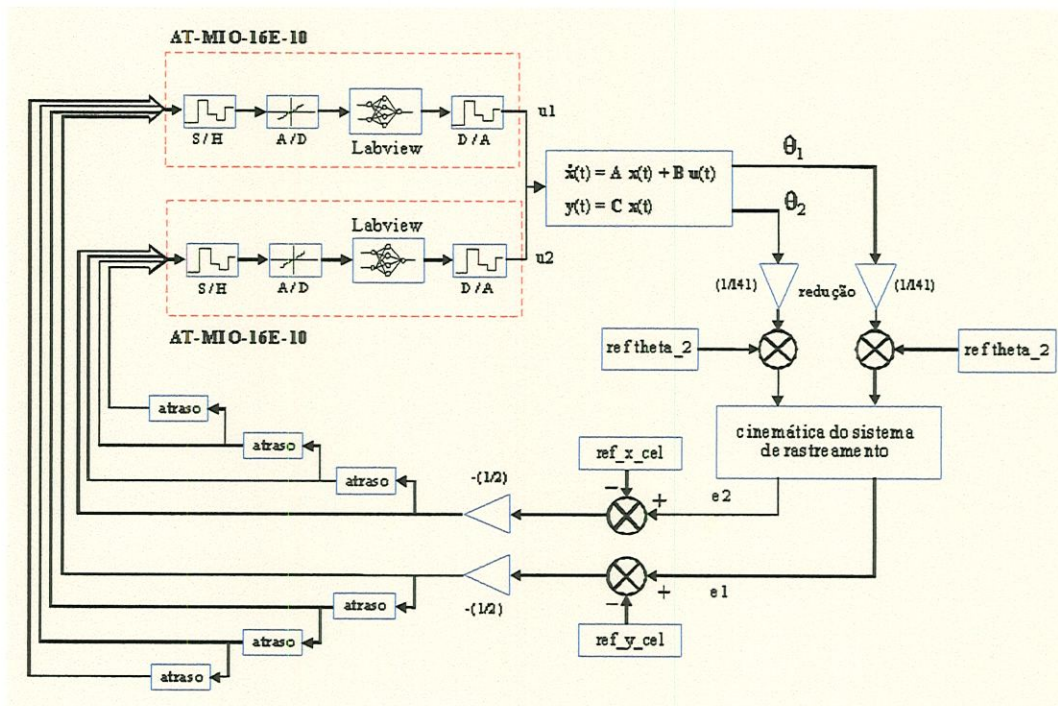 AT-MIO-16E-10
S/H
A/D
Labview
D/A
u1
Labview
S/H
A/D
D/A
u2
AT-MIO-16E-10
ẋ(t) = A x(t) + B u(t)
y(t) = C x(t)
θ1
θ2
(1/141)
redução
(1/141)
ref theta_2
ref theta_2
cinemática do sistema
de rastreamento
atraso
atraso
atraso
-(1/2)
ref_x_cel
−
+
e2
-(1/2)
+
e1
−
ref_y_cel
atraso
atraso
atraso